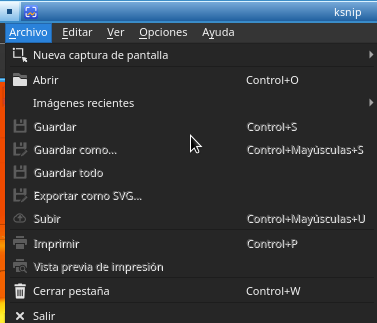 ksnip
Archivo Editar Ver Opciones Ayuda
Nueva captura de pantalla
Abrir Control+O
Imágenes recientes
Guardar Control+S
Guardar como... Control+Mayúsculas+S
Guardar todo
Exportar como SVG...
Subir Control+Mayúsculas+U
Imprimir Control+P
Vista previa de impresión
Cerrar pestaña Control+W
Salir